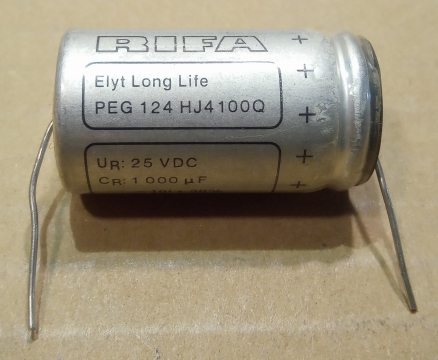 RIFA
Elyt Long Life
PEG 124 HJ4100Q
UR: 25 VDC
CR: 1 000 µF
+
+
+
+
+